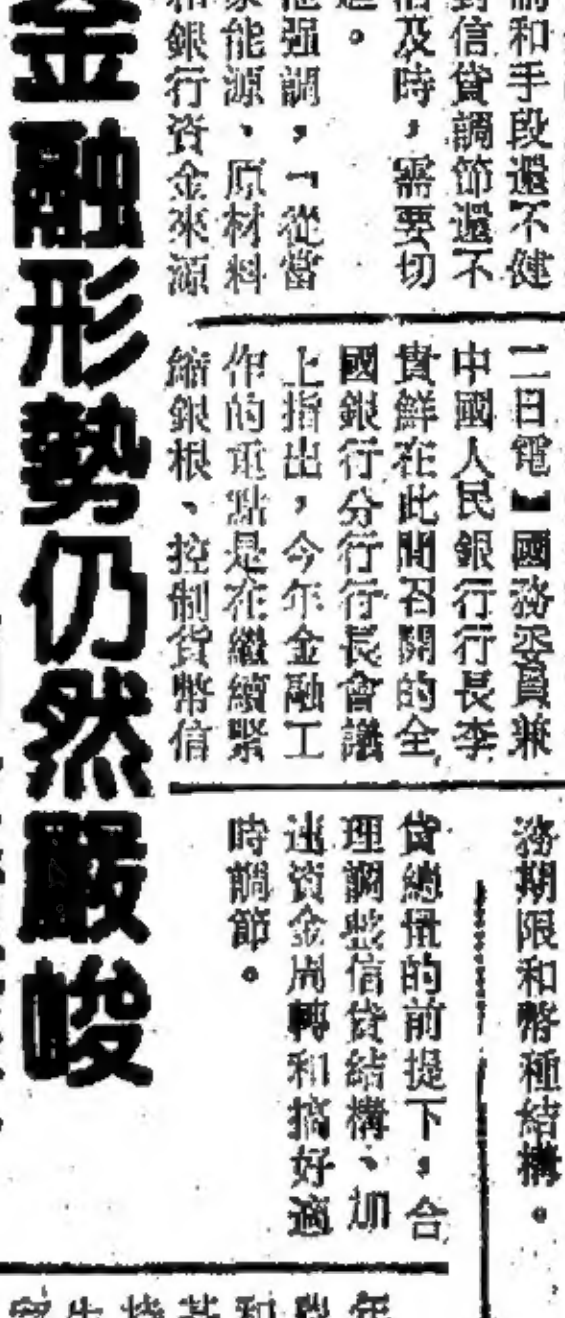 金融形勢仍然嚴峻
制和手段還不健
對信貸調節還不
活及時，需要切
進。
他强調，「從當
家能源、原材料
和銀行資金來源
二日電】國務委員兼
中國人民銀行行長李
貴鮮在此間召開的全
國銀行分行行長會議
上指出，今年金融工
作的重點是在繼續緊
縮銀根、控制貨幣信
貸總量的前提下，合
理調整信貸結構、加
速資金周轉和搞好適
時調節。
務期限和幣種結構。